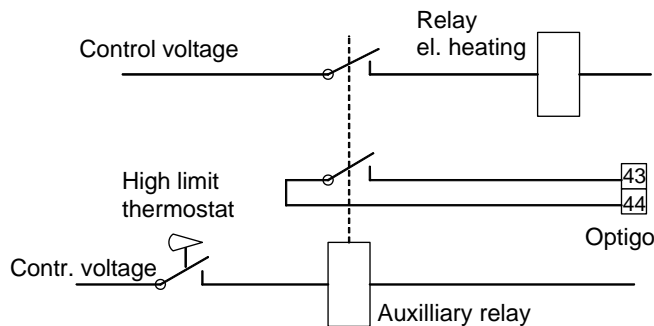 Relay
el. heating
Control voltage
43
44
Optigo
High limit
thermostat
Contr. voltage
Auxilliary relay